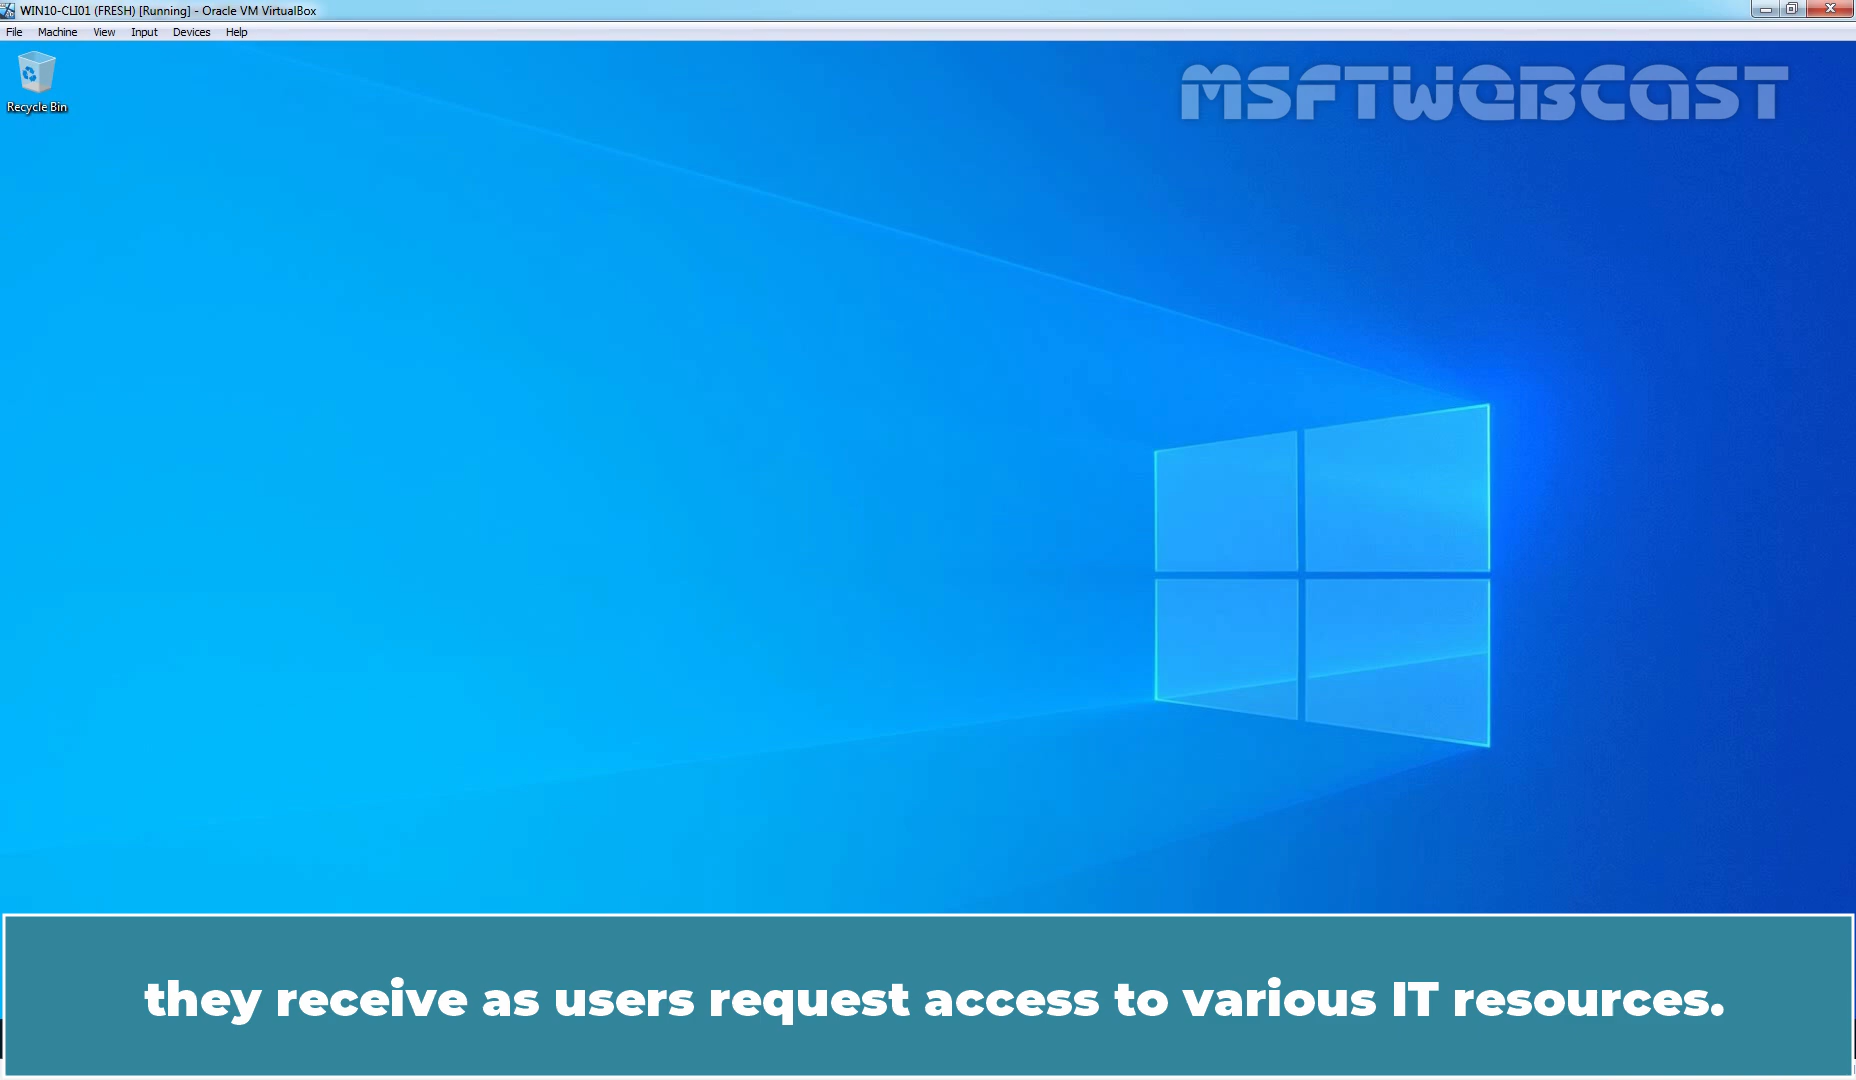 WIN10-CLI01 (FRESH) [Running] - Oracle VM VirtualBox
File Machine View Input Devices Help
Recycle Bin
MSFTWEBCAST
they receive as users request access to various IT resources.